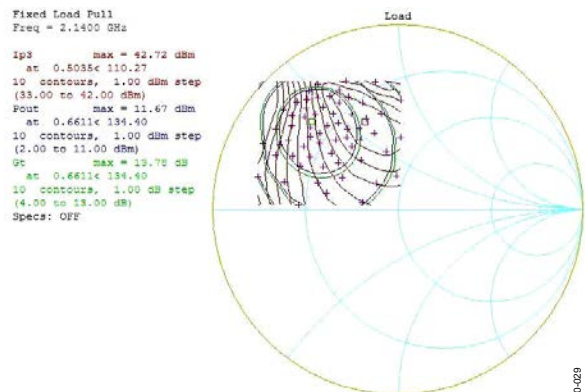 Fixed Load Pull
Freq = 2.1400 GHz
Load
Ip3 max = 42.72 dBm
at 0.5035< 110.27
10 contours, 1.00 dBm step
(33.00 to 42.00 dBm)
Pout max = 11.67 dBm
at 0.6611< 134.40
10 contours, 1.00 dBm step
(2.00 to 11.00 dBm)
Gt max = 13.78 dB
at 0.6611< 134.40
10 contours, 1.00 dB step
(4.00 to 13.00 dB)
Specs: OFF
0-029